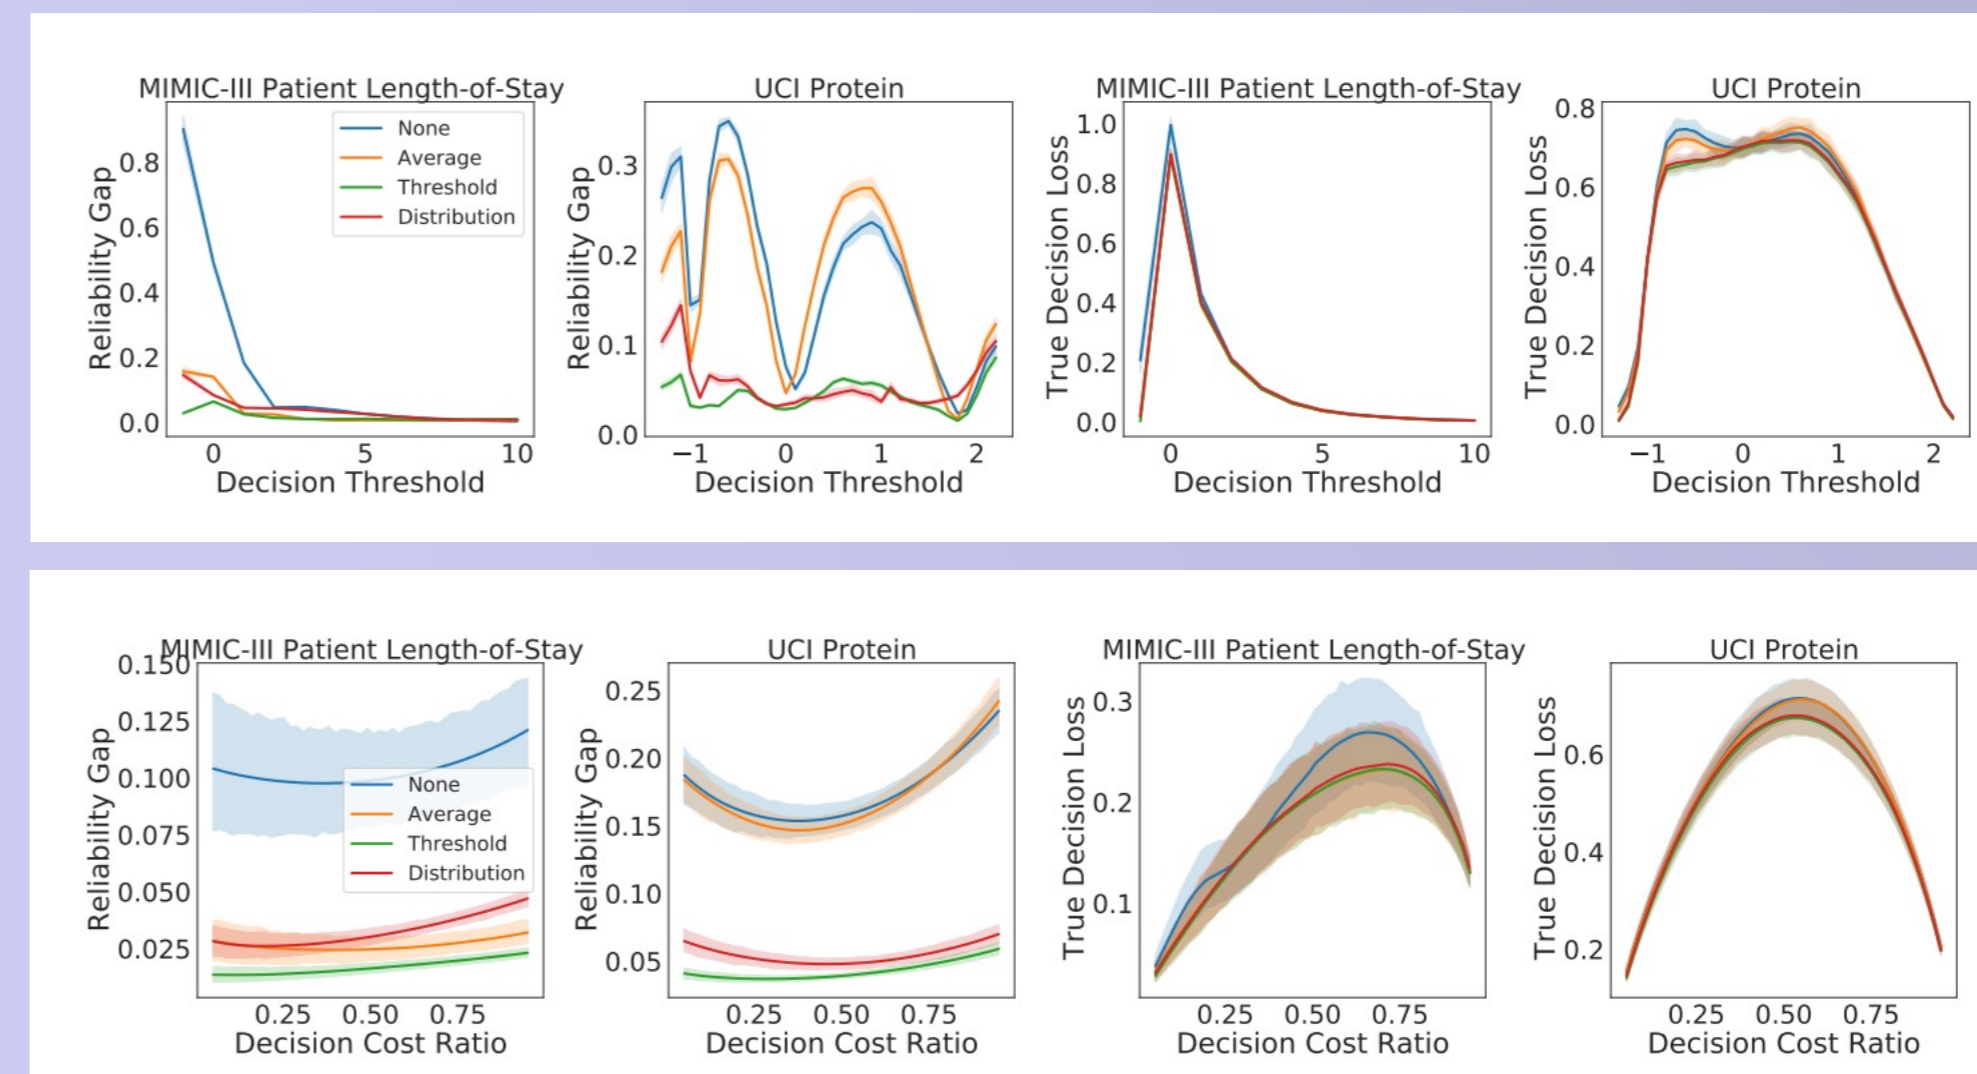 MIMIC-III Patient Length-of-Stay
Reliability Gap
0.8
0.6
0.4
0.2
0.0
None
Average
Threshold
Distribution
0 5 10
Decision Threshold
UCI Protein
Reliability Gap
0.3
0.2
0.1
0.0
−1 0 1 2
Decision Threshold
MIMIC-III Patient Length-of-Stay
True Decision Loss
1.0
0.8
0.6
0.4
0.2
0.0
0 5 10
Decision Threshold
UCI Protein
True Decision Loss
0.8
0.6
0.4
0.2
0.0
−1 0 1 2
Decision Threshold
MIMIC-III Patient Length-of-Stay
Reliability Gap
0.150
0.125
0.100
0.075
0.050
0.025
None
Average
Threshold
Distribution
0.25 0.50 0.75
Decision Cost Ratio
UCI Protein
Reliability Gap
0.25
0.20
0.15
0.10
0.05
0.25 0.50 0.75
Decision Cost Ratio
MIMIC-III Patient Length-of-Stay
True Decision Loss
0.3
0.2
0.1
0.25 0.50 0.75
Decision Cost Ratio
UCI Protein
True Decision Loss
0.6
0.4
0.2
0.25 0.50 0.75
Decision Cost Ratio